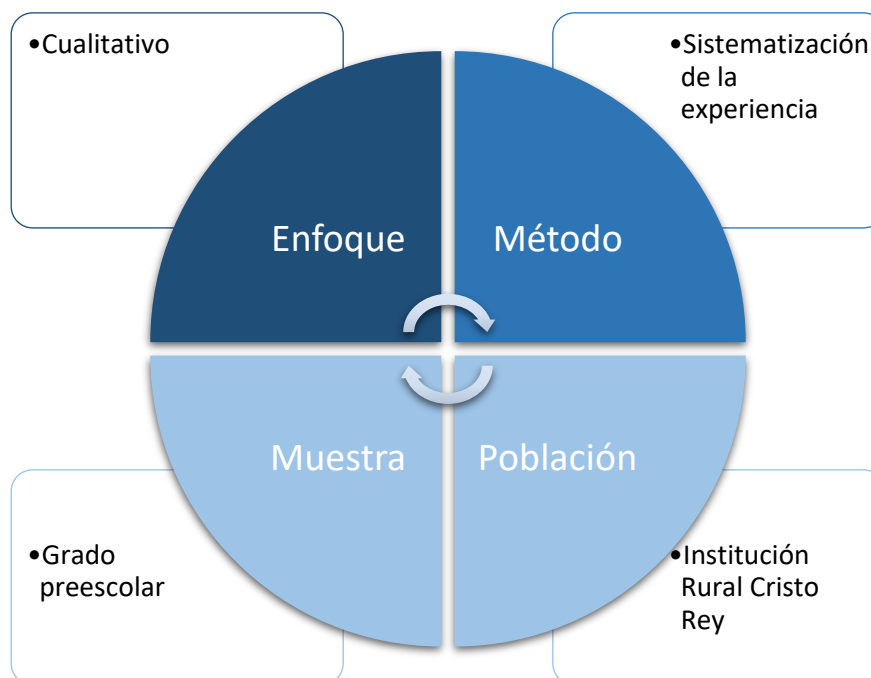 •Cualitativo
•Sistematización
de la
experiencia
Enfoque
Método
Muestra
Población
•Grado
preescolar
•Institución
Rural Cristo
Rey